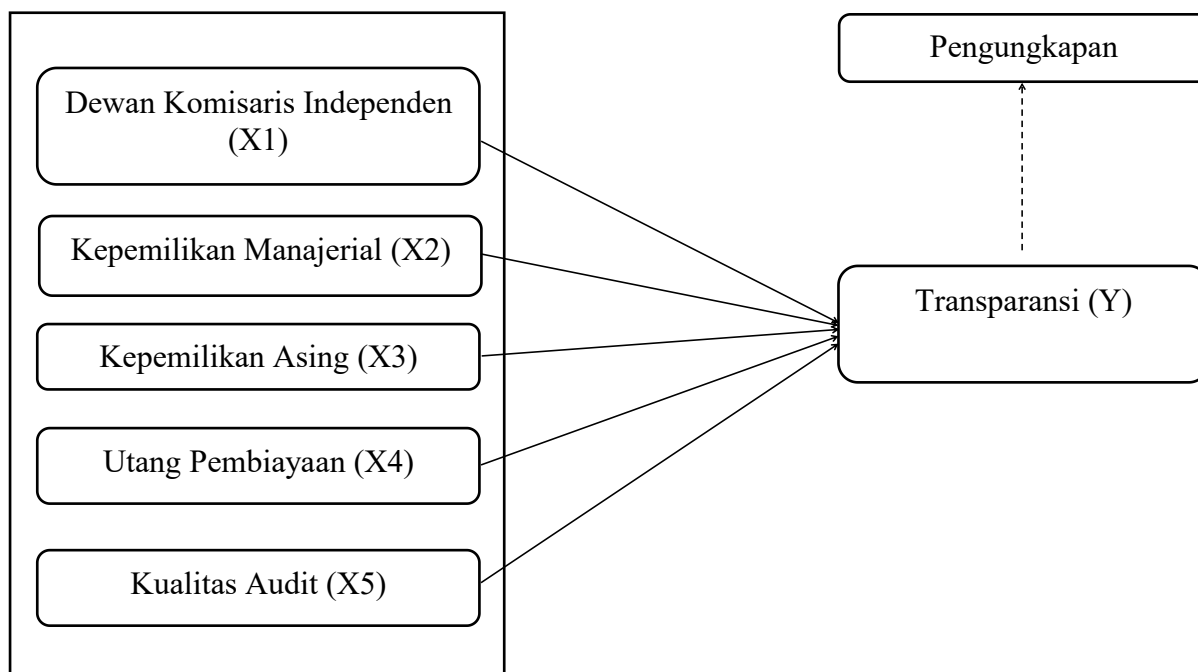 Dewan Komisaris Independen
(X1)
Kepemilikan Manajerial (X2)
Kepemilikan Asing (X3)
Utang Pembiayaan (X4)
Kualitas Audit (X5)
Pengungkapan
Transparansi (Y)